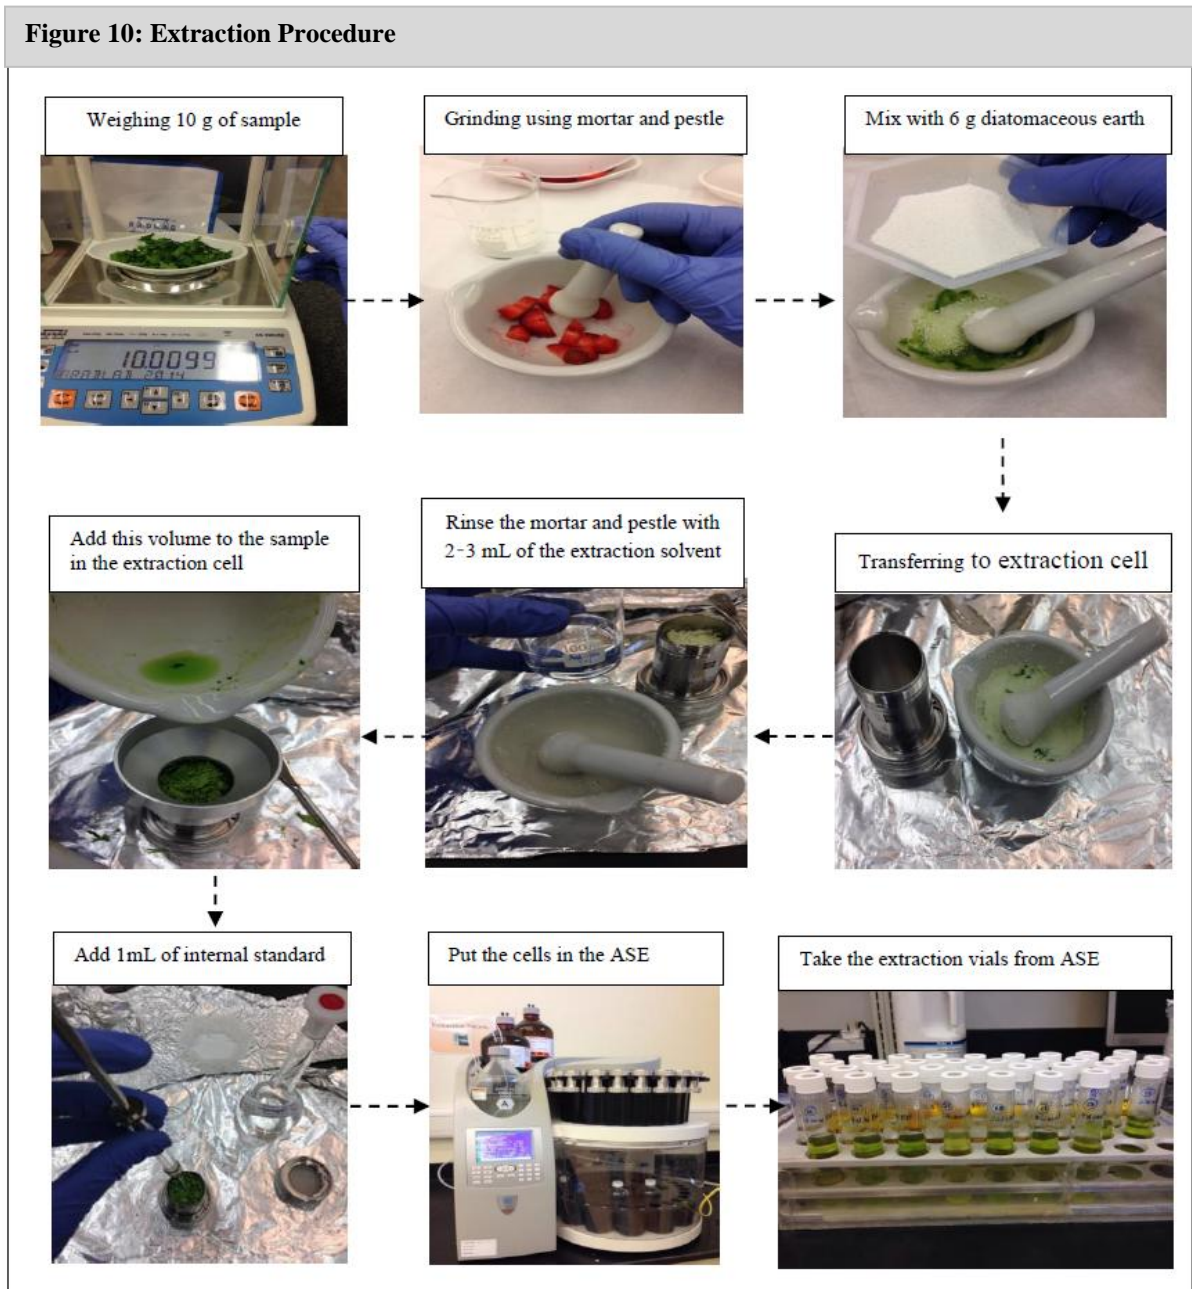 Figure 10: Extraction Procedure
Weighing 10 g of sample
Grinding using mortar and pestle
Mix with 6 g diatomaceous earth
10.0099
Transferring to extraction cell
Rinse the mortar and pestle with
2-3 mL of the extraction solvent
Add this volume to the sample
in the extraction cell
Add 1mL of internal standard
Put the cells in the ASE
Take the extraction vials from ASE
A